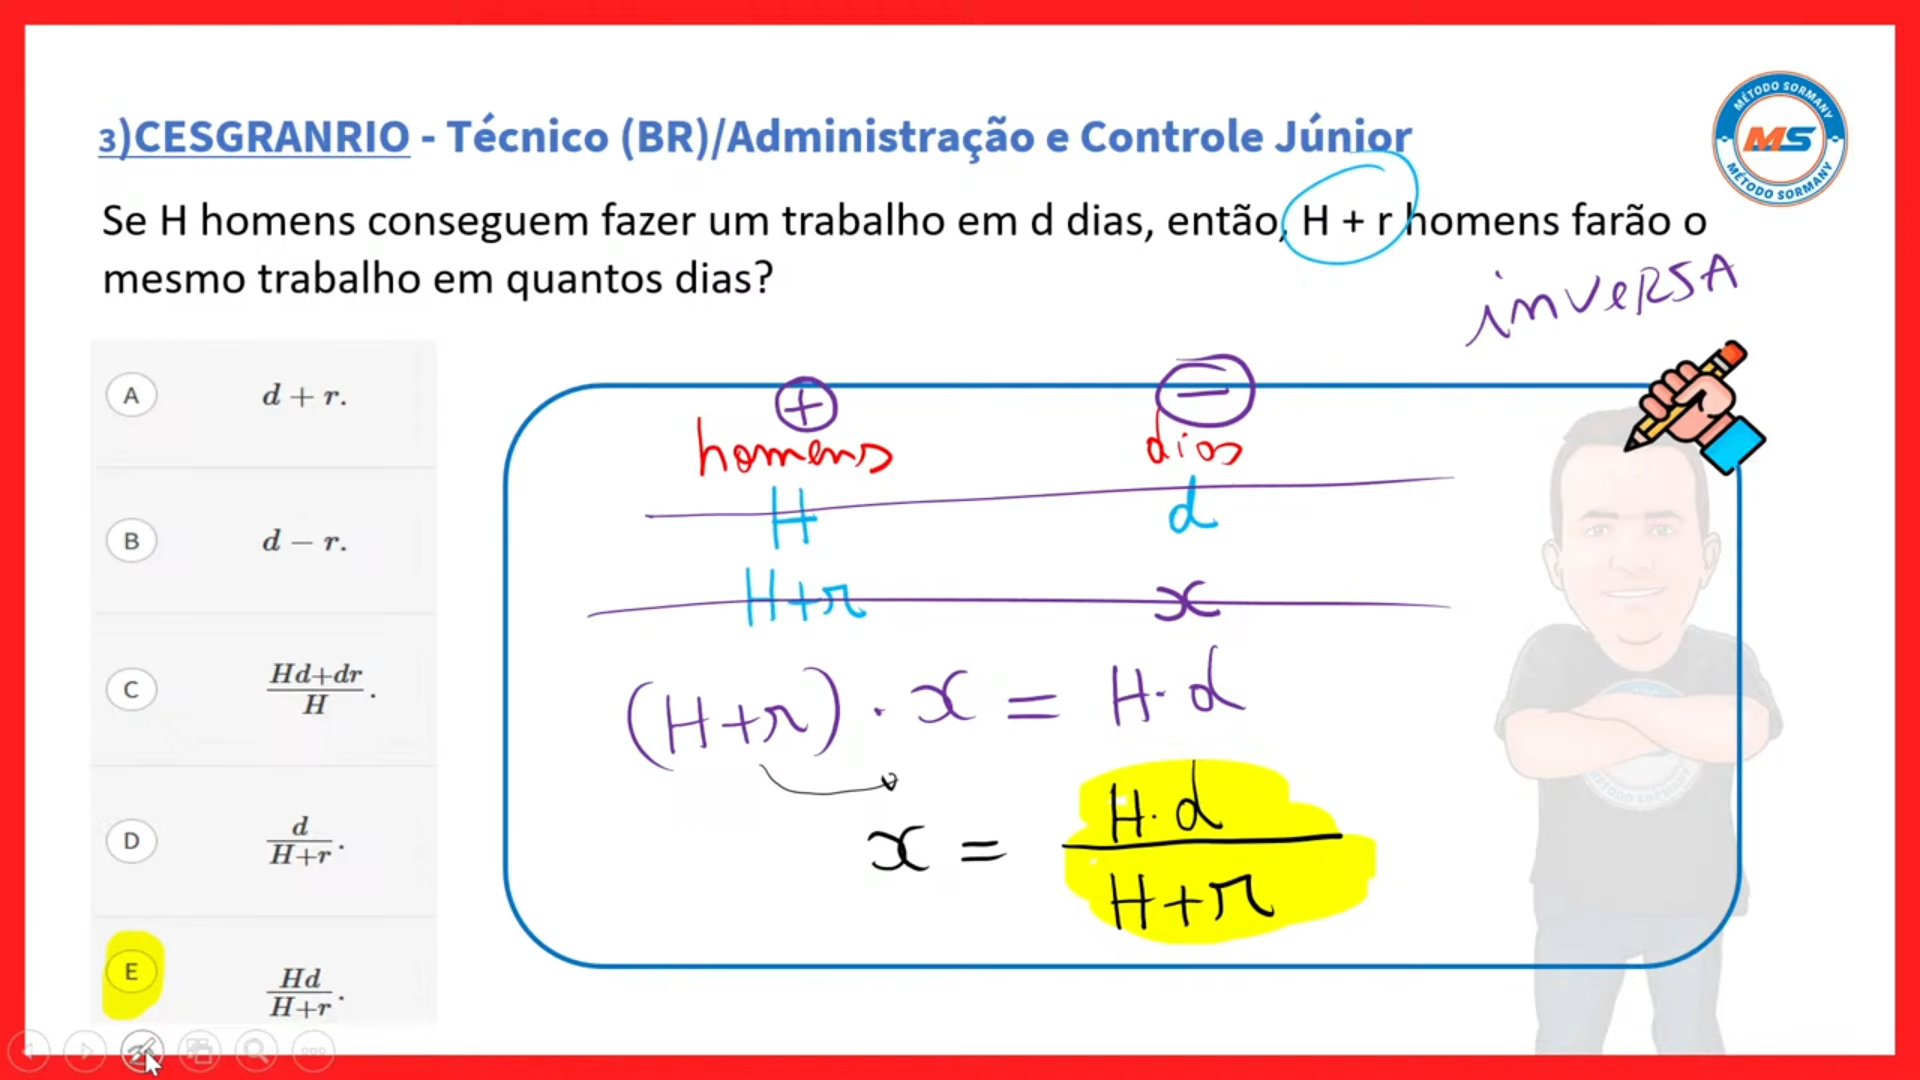 3)CESGRANRIO - Técnico (BR)/Administração e Controle Júnior
MÉTODO SORMANY
MS
MÉTODO SORMANY
Se H homens conseguem fazer um trabalho em d dias, então, H + r homens farão o
mesmo trabalho em quantos dias?
inversa
A d + r.
B d − r.
C Hd+dr/H.
D d/H+r.
E Hd/H+r.
+ −
homens dias
H d
H+r x
(H+r) · x = H · d
x = H · d / H+r